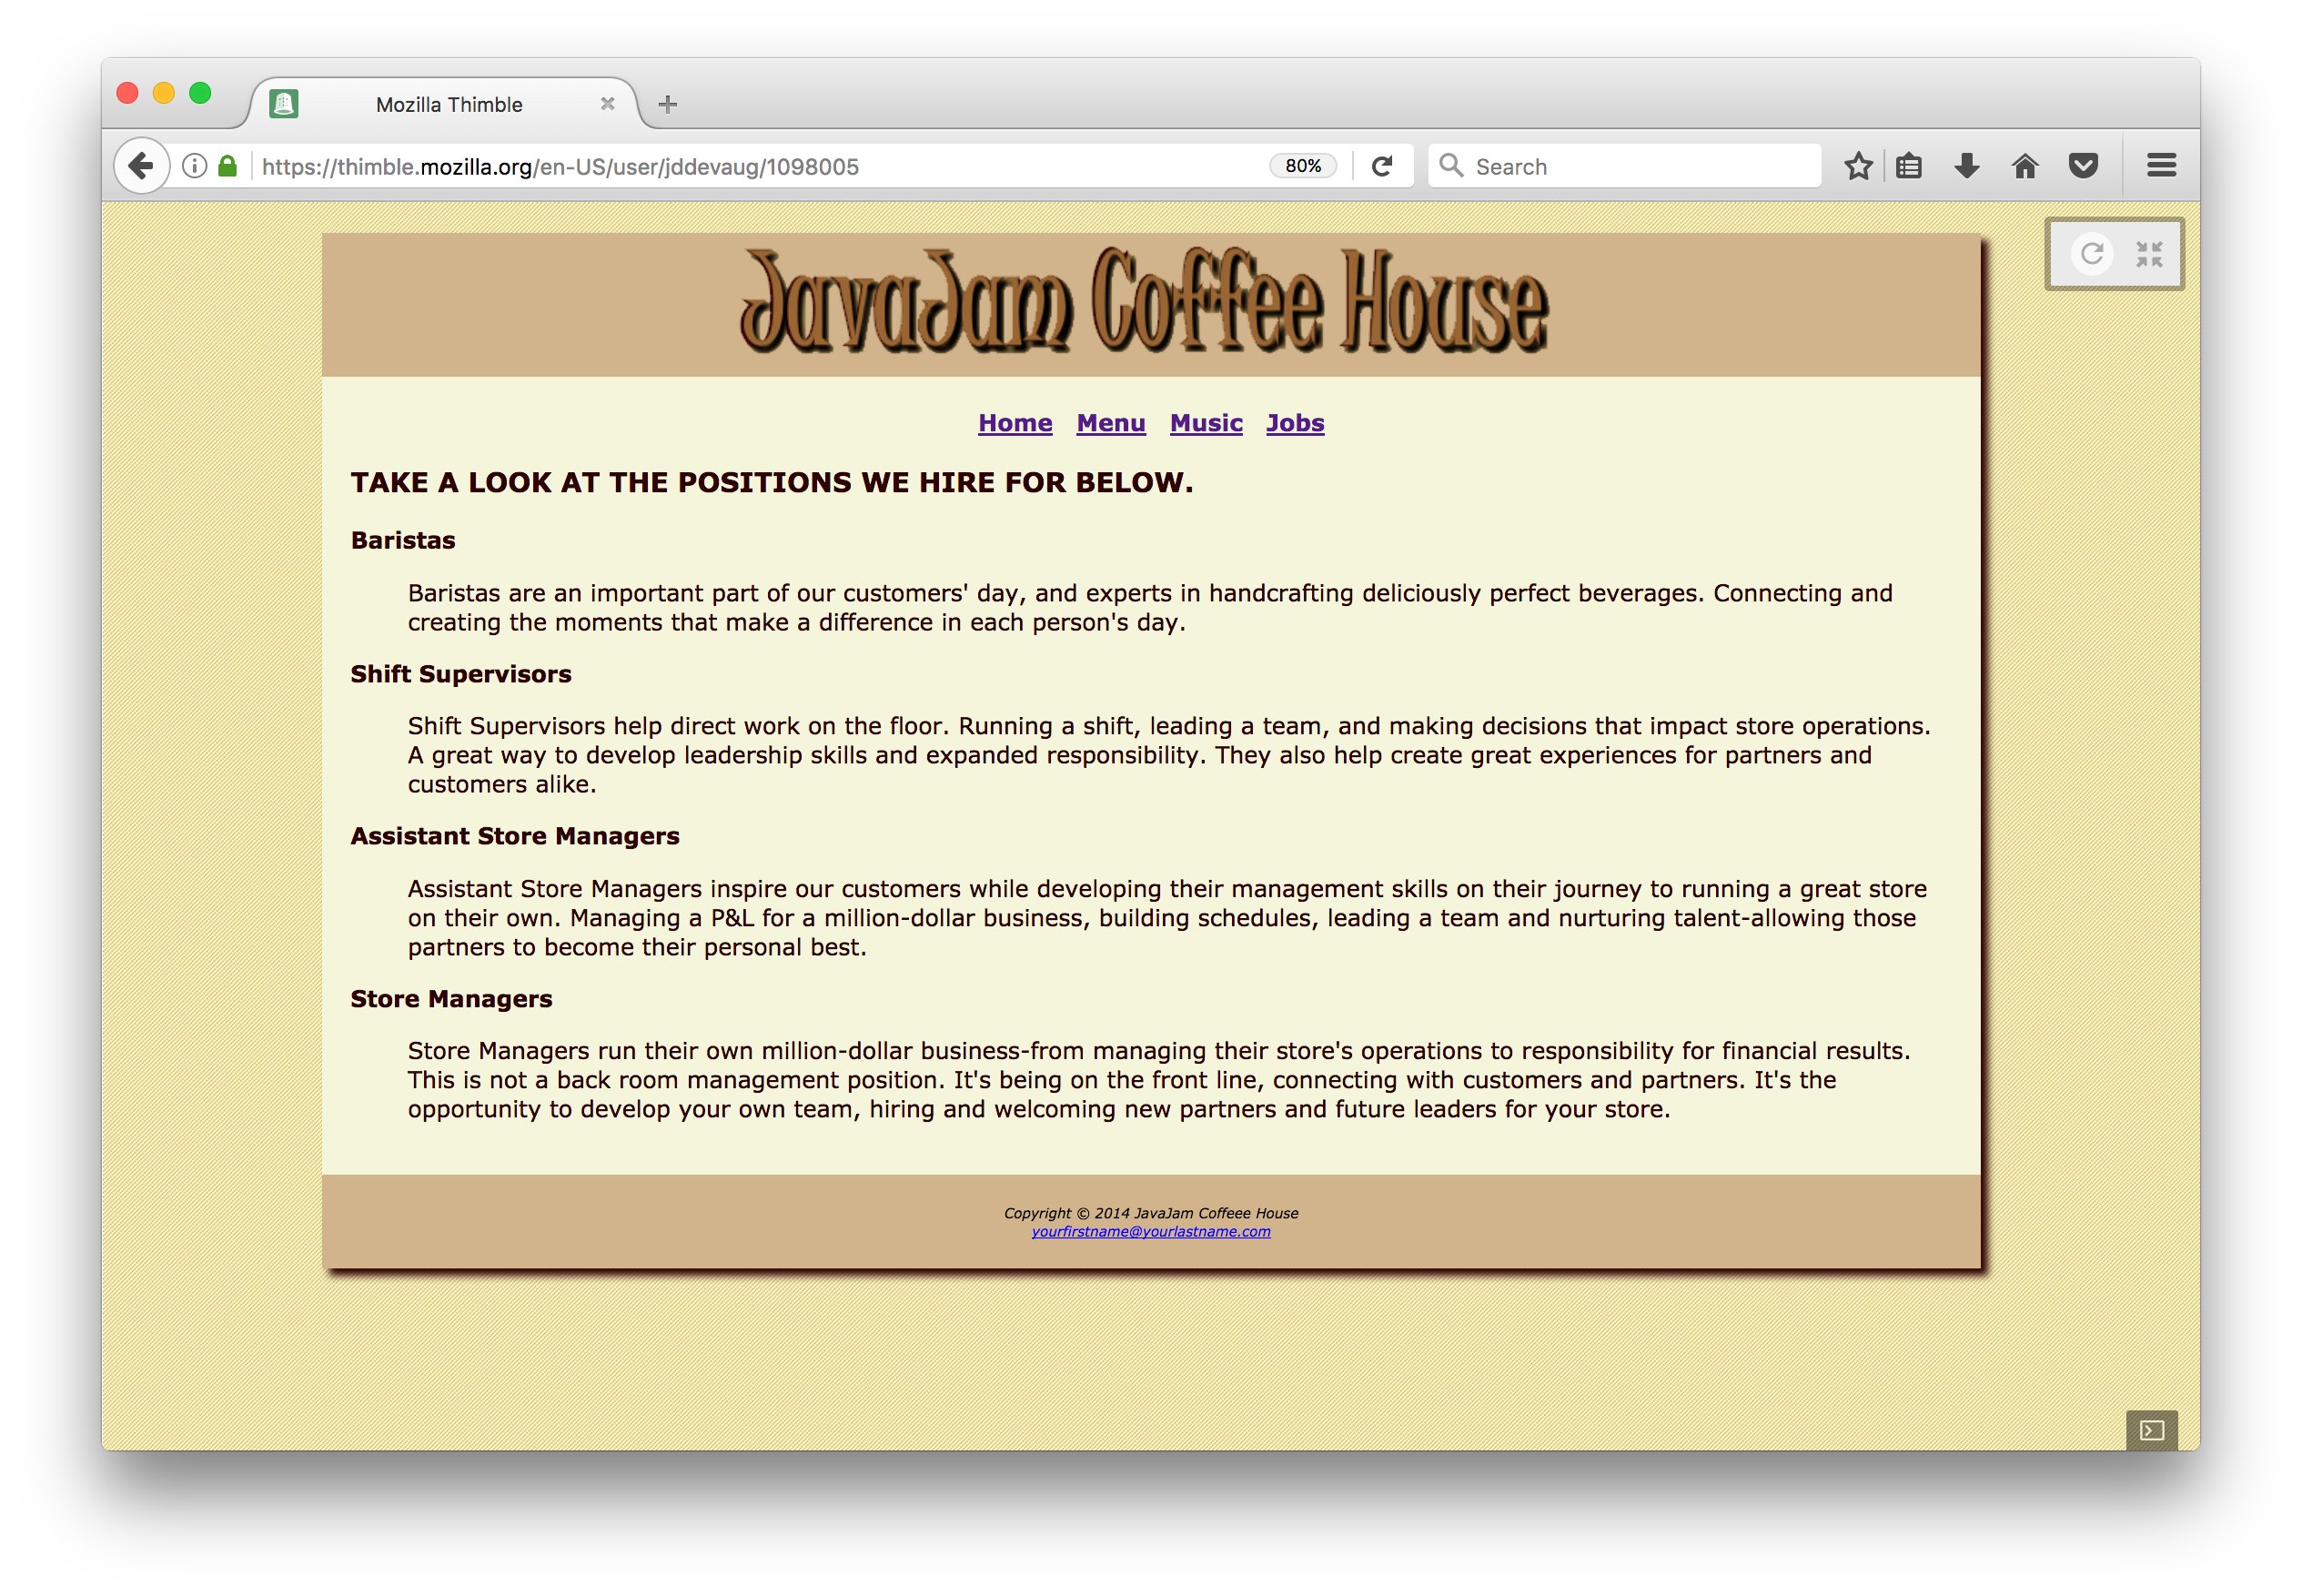 Mozilla Thimble
https://thimble.mozilla.org/en-US/user/jddevaug/1098005
80%
Search
JavaJam Coffee House
Home Menu Music Jobs
TAKE A LOOK AT THE POSITIONS WE HIRE FOR BELOW.
Baristas
Baristas are an important part of our customers' day, and experts in handcrafting deliciously perfect beverages. Connecting and
creating the moments that make a difference in each person's day.
Shift Supervisors
Shift Supervisors help direct work on the floor. Running a shift, leading a team, and making decisions that impact store operations.
A great way to develop leadership skills and expanded responsibility. They also help create great experiences for partners and
customers alike.
Assistant Store Managers
Assistant Store Managers inspire our customers while developing their management skills on their journey to running a great store
on their own. Managing a P&L for a million-dollar business, building schedules, leading a team and nurturing talent-allowing those
partners to become their personal best.
Store Managers
Store Managers run their own million-dollar business-from managing their store's operations to responsibility for financial results.
This is not a back room management position. It's being on the front line, connecting with customers and partners. It's the
opportunity to develop your own team, hiring and welcoming new partners and future leaders for your store.
Copyright © 2014 JavaJam Coffeee House
yourfirstname@yourlastname.com